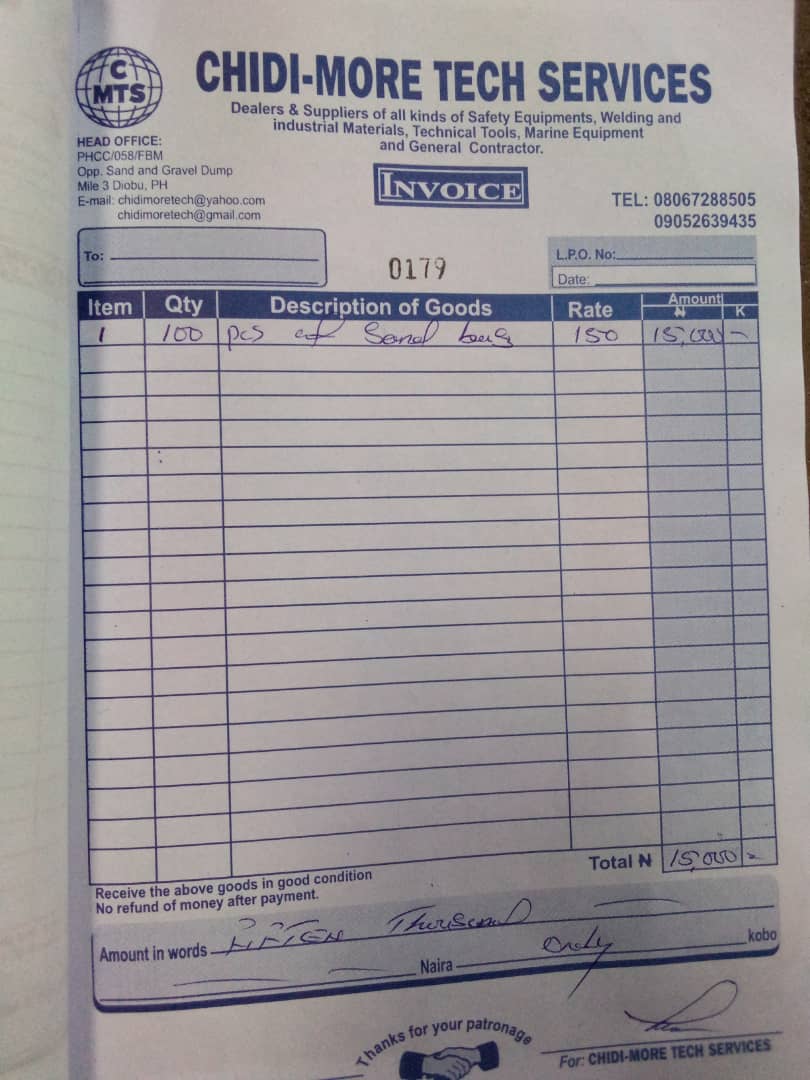 C
MTS
CHIDI-MORE TECH SERVICES
Dealers & Suppliers of all kinds of Safety Equipments, Welding and
industrial Materials, Technical Tools, Marine Equipment
and General Contractor.
HEAD OFFICE:
PHCC/058/FBM
Opp. Sand and Gravel Dump
Mile 3 Diobu, PH
E-mail: chidimoretech@yahoo.com
chidimoretech@gmail.com
INVOICE
TEL: 08067288505
09052639435
To:
0179
L.P.O. No:
Date:
Item Qty Description of Goods Rate Amount
₦ K
1 100 pcs of Sand bag 150 15,000 -
Total ₦ 15,000 =
Receive the above goods in good condition
No refund of money after payment.
Amount in words FIFTEN Thousand
Naira Only kobo
Thanks for your patronage
For: CHIDI-MORE TECH SERVICES